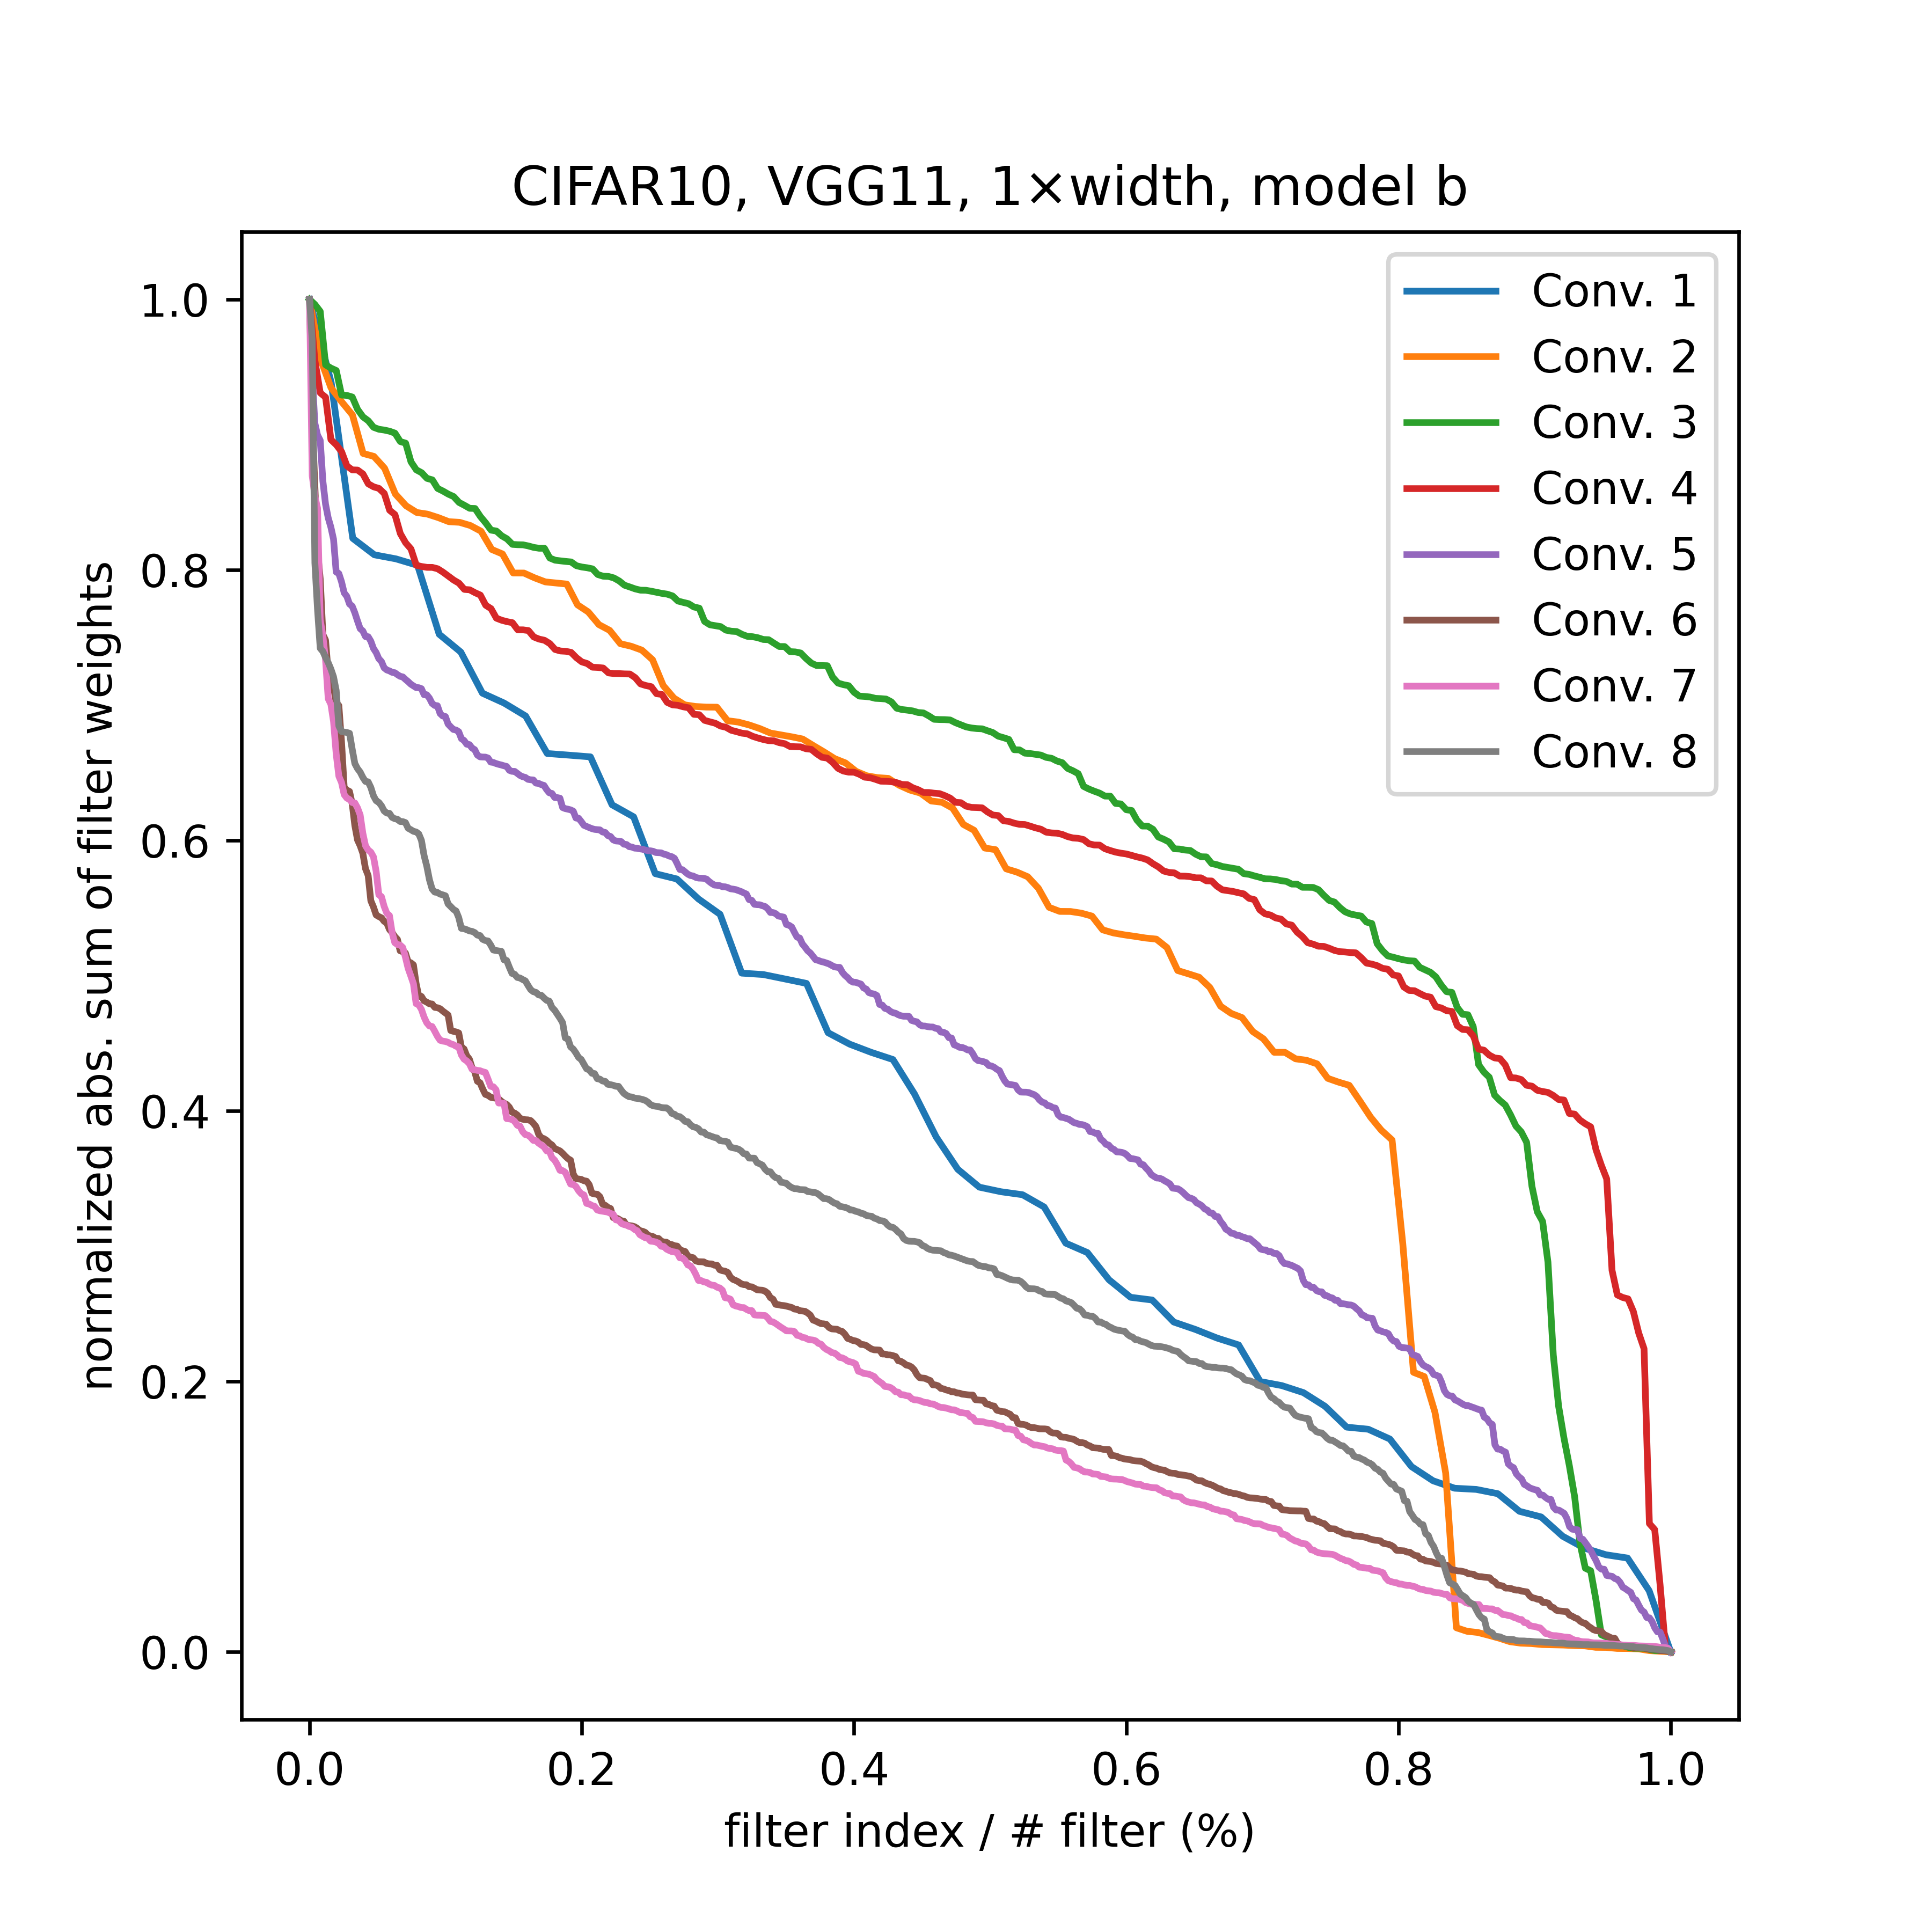 CIFAR10, VGG11, 1×width, model b
normalized abs. sum of filter weights
1.0
0.8
0.6
0.4
0.2
0.0
Conv. 1
Conv. 2
Conv. 3
Conv. 4
Conv. 5
Conv. 6
Conv. 7
Conv. 8
0.0 0.2 0.4 0.6 0.8 1.0
filter index / # filter (%)